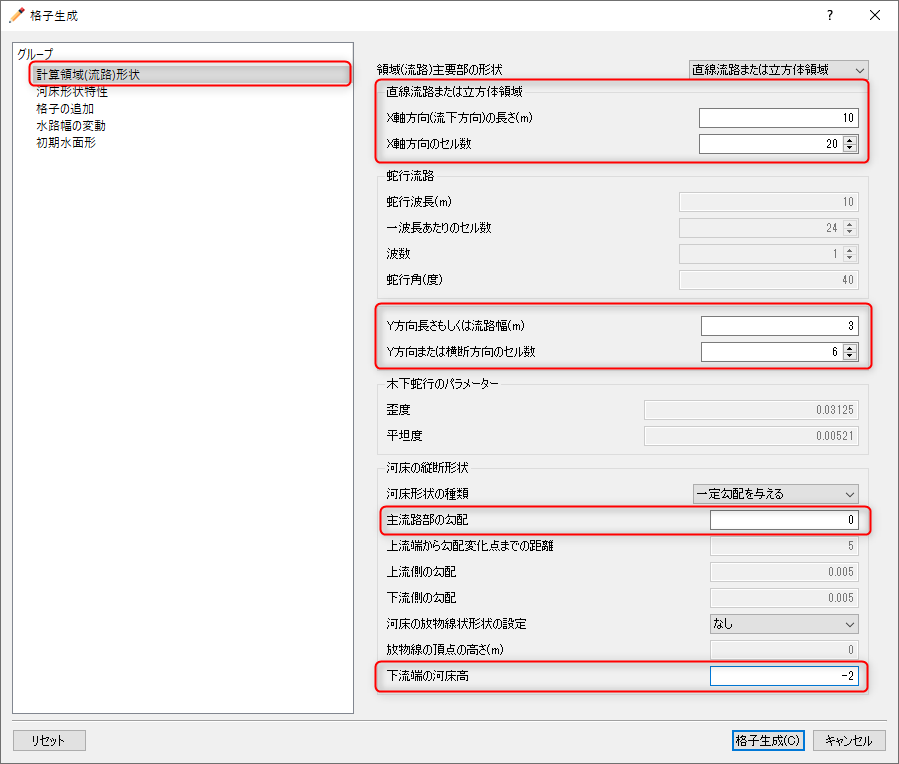 格子生成
?
グループ
計算領域(流路)形状
河床形状特性
格子の追加
水路幅の変動
初期水面形
領域(流路)主要部の形状 直線流路または立方体領域
直線流路または立方体領域
X軸方向(流下方向)の長さ(m) 10
X軸方向のセル数 20
蛇行流路
蛇行波長(m) 10
一波長あたりのセル数 24
波数 1
蛇行角(度) 40
Y方向長さもしくは流路幅(m) 3
Y方向または横断方向のセル数 6
木下蛇行のパラメーター
歪度 0.03125
平坦度 0.00521
河床の縦断形状
河床形状の種類 一定勾配を与える
主流路部の勾配 0
上流端から勾配変化点までの距離 5
上流側の勾配 0.005
下流側の勾配 0.005
河床の放物線状形状の設定 なし
放物線の頂点の高さ(m) 0
下流端の河床高 -2
リセット 格子生成(C) キャンセル